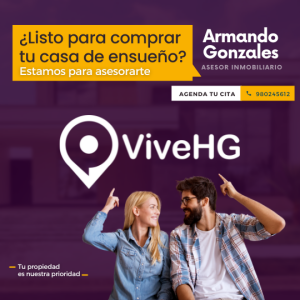 ¿Listo para comprar
tu casa de ensueño?
Estamos para asesorarte
Armando
Gonzales
ASESOR INMOBILIARIO
AGENDA TU CITA
980245612
ViveHG
Tu propiedad
es nuestra prioridad